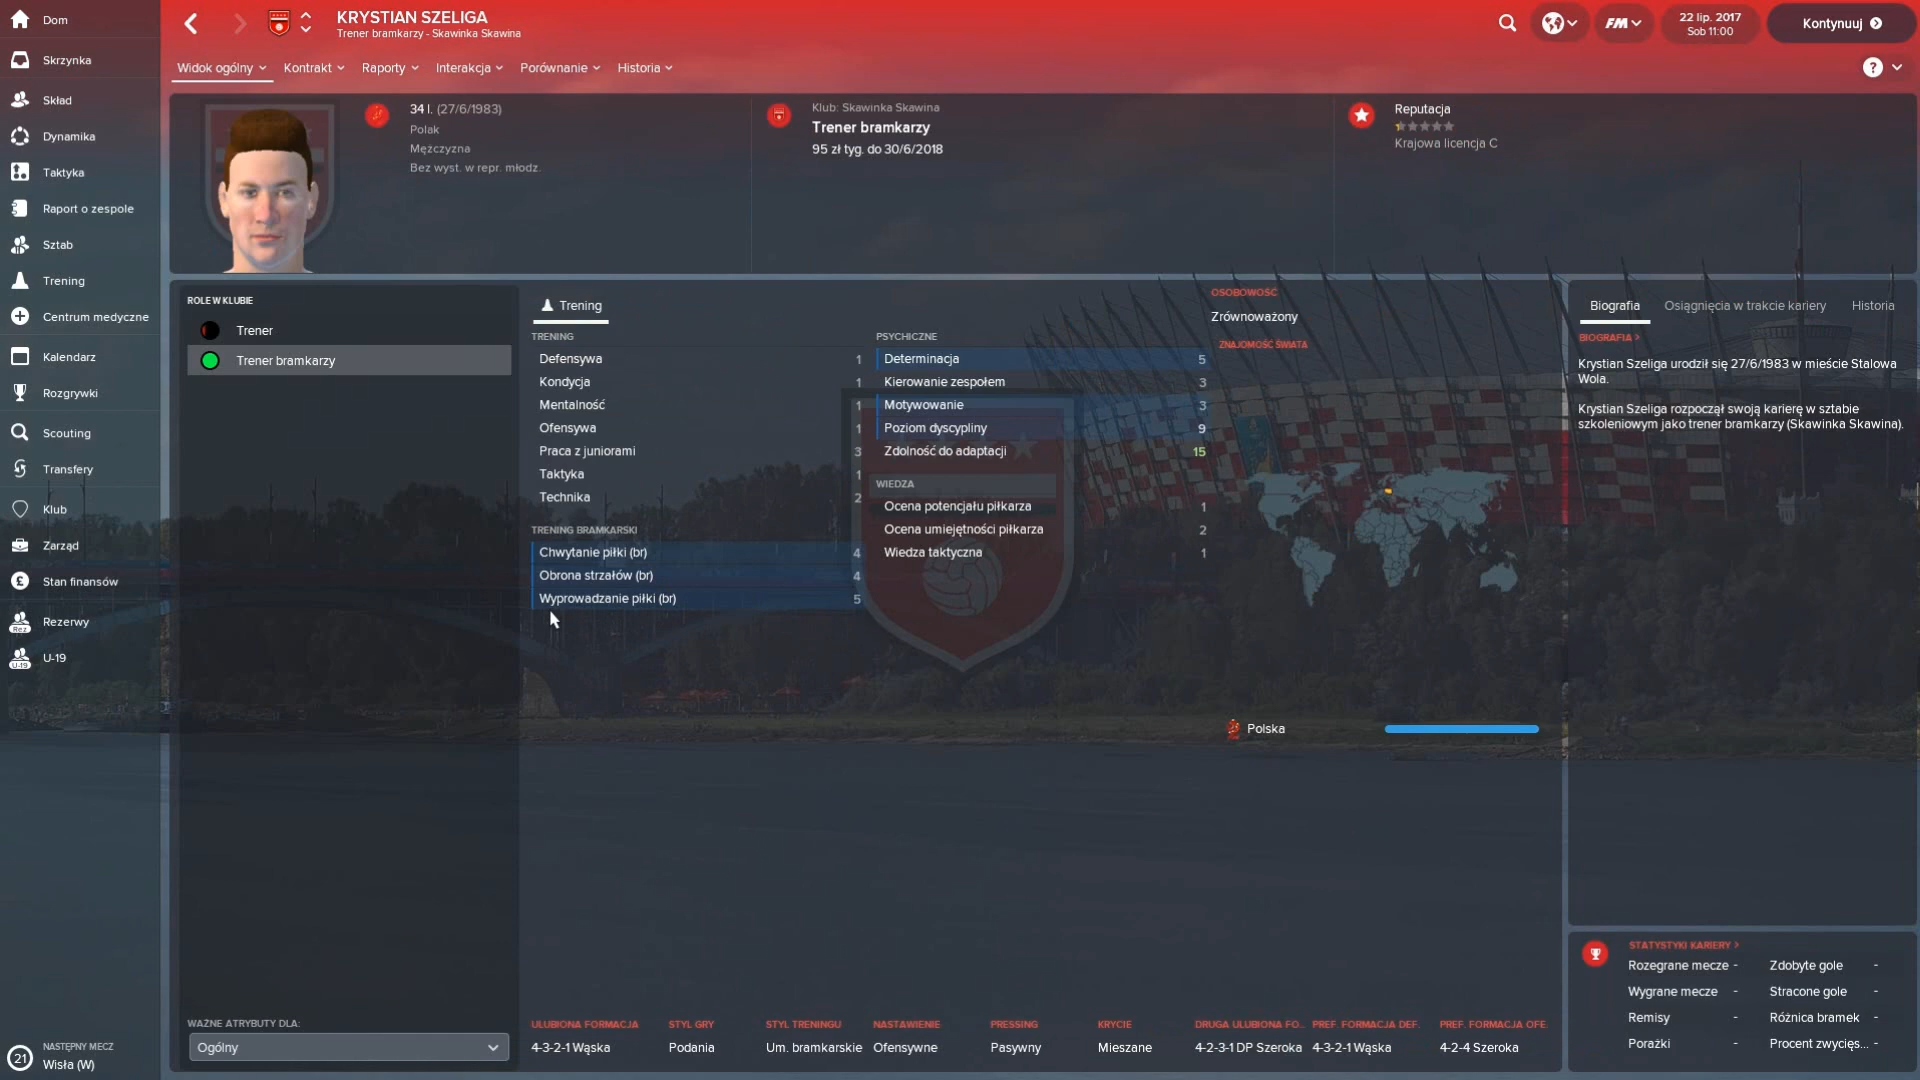 Dom
Skrzynka
Skład
Dynamika
Taktyka
Raport o zespole
Sztab
Trening
Centrum medyczne
Kalendarz
Rozgrywki
Scouting
Transfery
Klub
Zarząd
Stan finansów
Rezerwy
U-19
21
NASTĘPNY MECZ
Wisła (W)
KRYSTIAN SZELIGA
Trener bramkarzy - Skawinka Skawina
FM
22 lip. 2017
Sob 11:00
Kontynuuj
Widok ogólny
Kontrakt
Raporty
Interakcja
Porównanie
Historia
?
34 l. (27/6/1983)
Polak
Mężczyzna
Bez wyst. w repr. młodz.
Klub: Skawinka Skawina
Trener bramkarzy
95 zł tyg. do 30/6/2018
Reputacja
Krajowa licencja C
ROLE W KLUBIE
Trener
Trener bramkarzy
WAŻNE ATRYBUTY DLA:
Ogólny
Trening
TRENING
Defensywa 1
Kondycja 1
Mentalność 1
Ofensywa 1
Praca z juniorami 3
Taktyka 1
Technika 2
TRENING BRAMKARSKI
Chwytanie piłki (br) 4
Obrona strzałów (br) 4
Wyprowadzanie piłki (br) 5
PSYCHICZNE
Determinacja 5
Kierowanie zespołem 3
Motywowanie 3
Poziom dyscypliny 9
Zdolność do adaptacji 15
WIEDZA
Ocena potencjału piłkarza 1
Ocena umiejętności piłkarza 2
Wiedza taktyczna 1
OSOBOWOŚĆ
Zrównoważony
ZNAJOMOŚĆ ŚWIATA
Polska
ULUBIONA FORMACJA
4-3-2-1 Wąska
STYL GRY
Podania
STYL TRENINGU
Um. bramkarskie
NASTAWIENIE
Ofensywne
PRESSING
Pasywny
KRYCIE
Mieszane
DRUGA ULUBIONA FO...
4-2-3-1 DP Szeroka
PREF. FORMACJA DEF.
4-3-2-1 Wąska
PREF. FORMACJA OFE.
4-2-4 Szeroka
Biografia
Osiągnięcia w trakcie kariery
Historia
BIOGRAFIA >
Krystian Szeliga urodził się 27/6/1983 w mieście Stalowa
Wola.
Krystian Szeliga rozpoczął swoją karierę w sztabie
szkoleniowym jako trener bramkarzy (Skawinka Skawina).
STATYSTYKI KARIERY >
Rozegrane mecze - Zdobyte gole -
Wygrane mecze - Stracone gole -
Remisy - Różnica bramek -
Porażki - Procent zwycięs... -